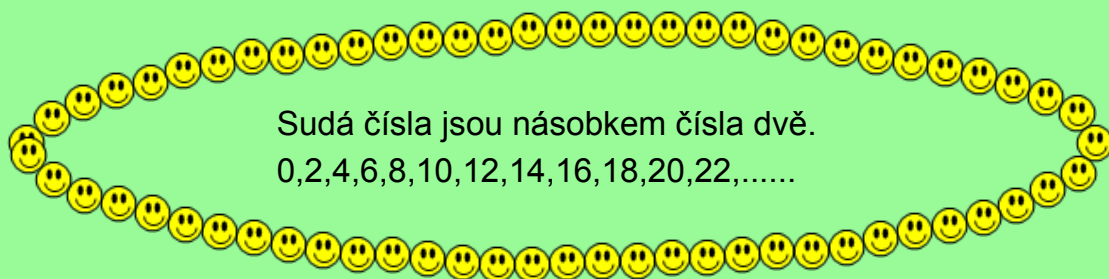 Sudá čísla jsou násobkem čísla dvě.
0,2,4,6,8,10,12,14,16,18,20,22,......